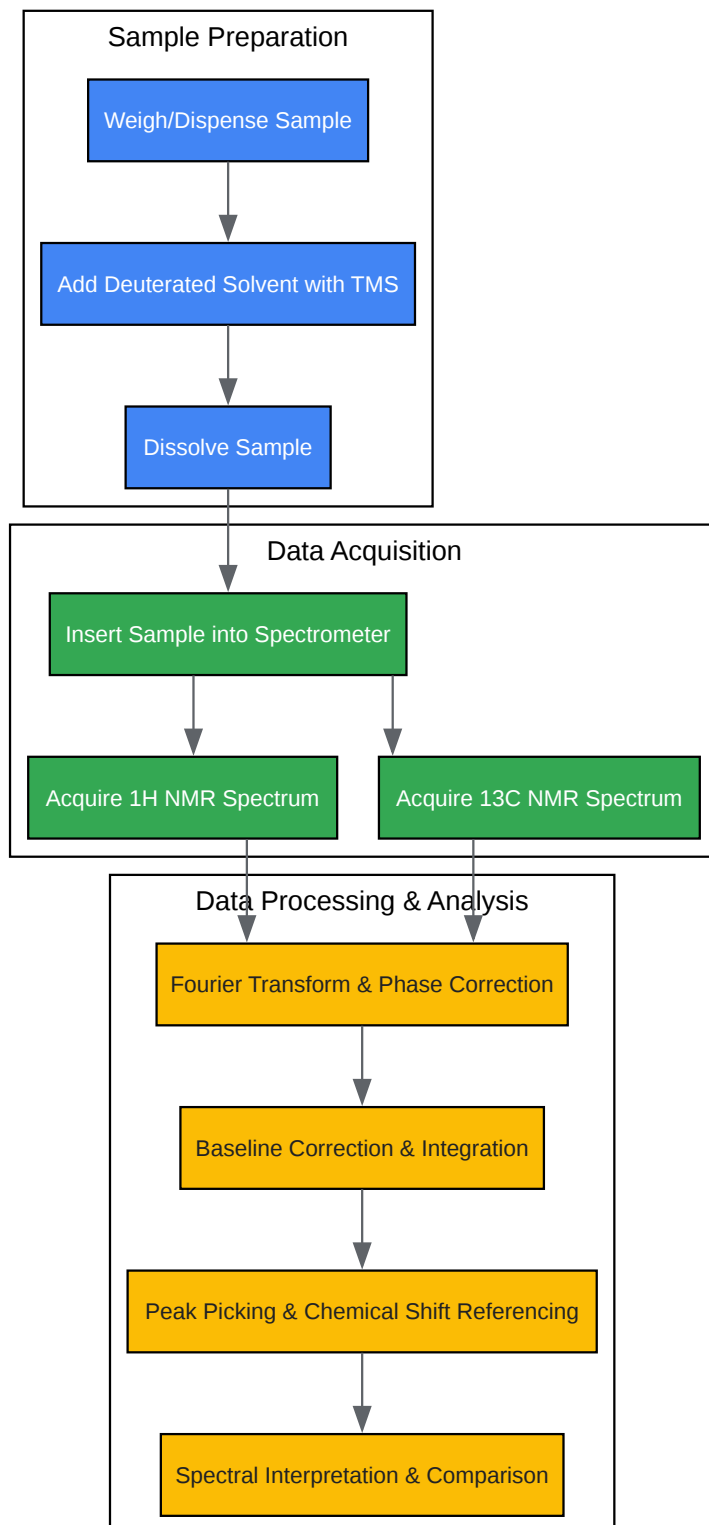 Sample Preparation
Weigh/Dispense Sample
Add Deuterated Solvent with TMS
Dissolve Sample
Data Acquisition
Insert Sample into Spectrometer
Acquire 1H NMR Spectrum
Acquire 13C NMR Spectrum
Data Processing & Analysis
Fourier Transform & Phase Correction
Baseline Correction & Integration
Peak Picking & Chemical Shift Referencing
Spectral Interpretation & Comparison